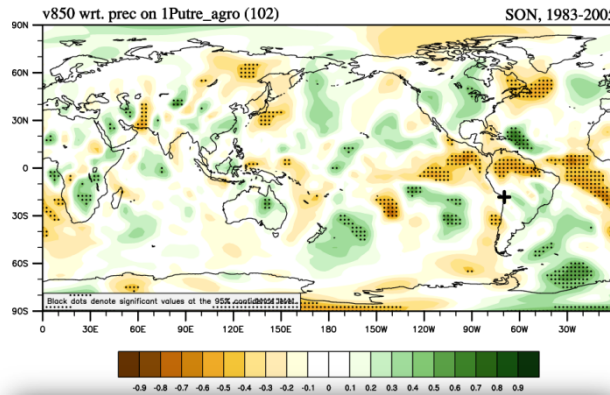 v850 wrt. prec on 1Putre_agro (102) SON, 1983-2005
90N
60N
30N
0
30S
60S
90S
Black dots denote significant values at the 95% confidence level.
0 30E 60E 90E 120E 150E 180 150W 120W 90W 60W 30W
-0.9 -0.8 -0.7 -0.6 -0.5 -0.4 -0.3 -0.2 -0.1 0 0.1 0.2 0.3 0.4 0.5 0.6 0.7 0.8 0.9